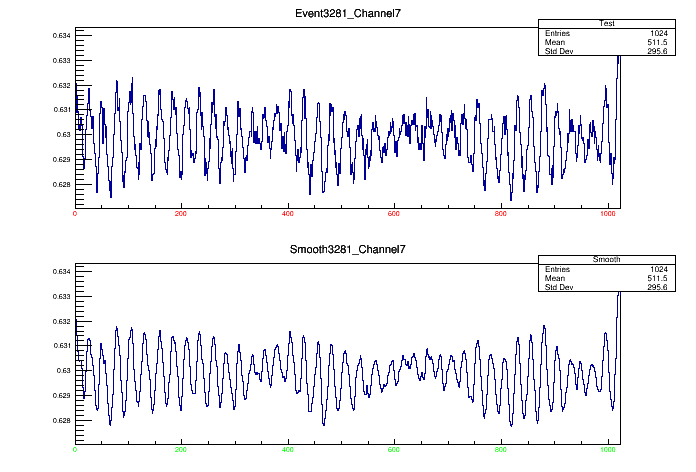 Event3281_Channel7
Test
Entries 1024
Mean 511.5
Std Dev 295.6
0.634
0.633
0.632
0.631
0.63
0.629
0.628
0 200 400 600 800 1000
Smooth3281_Channel7
Smooth
Entries 1024
Mean 511.5
Std Dev 295.6
0.634
0.633
0.632
0.631
0.63
0.629
0.628
0 200 400 600 800 1000